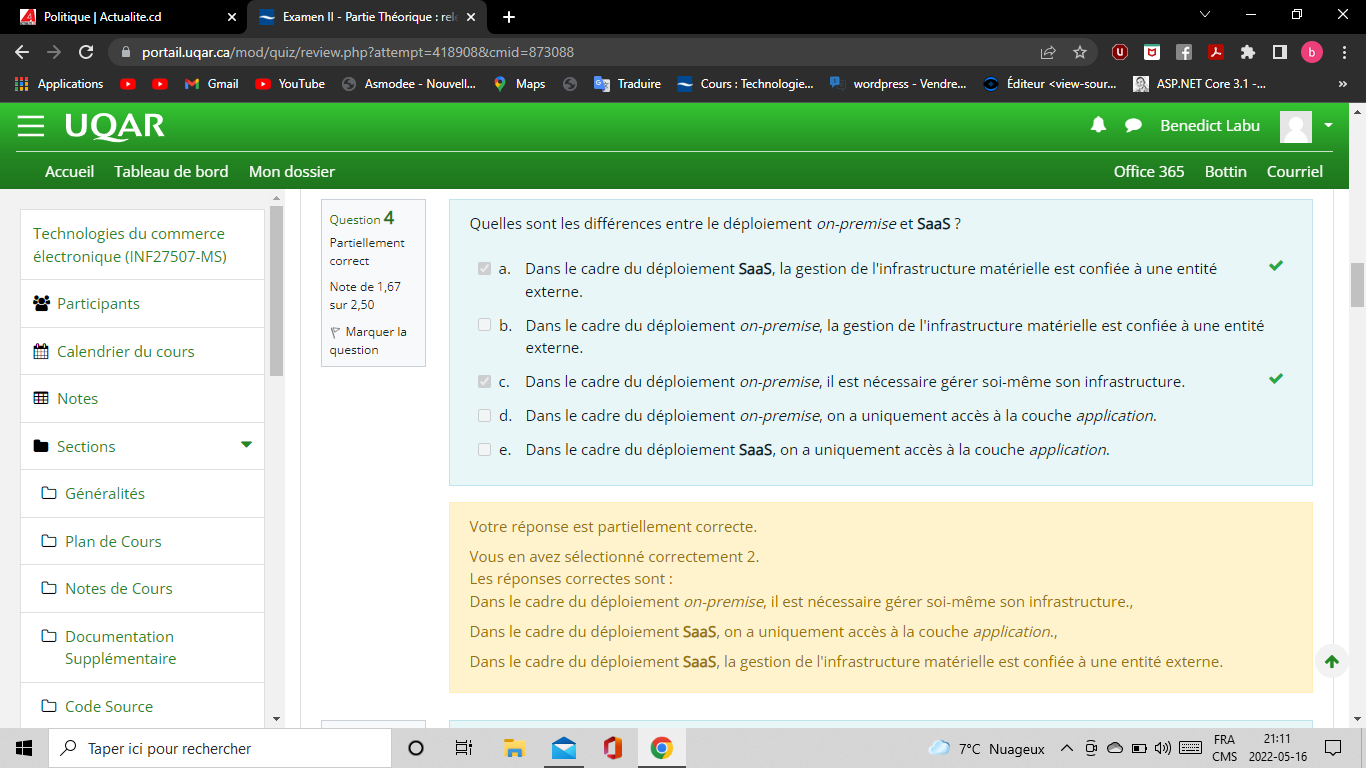 Politique | Actualite.cd
Examen II - Partie Théorique : rel
portail.uqar.ca/mod/quiz/review.php?attempt=418908&cmid=873088
Applications
Gmail
YouTube
Asmodee - Nouvell...
Maps
Traduire
Cours : Technologie...
wordpress - Vendre...
Éditeur <view-sour...
ASP.NET Core 3.1 -...
»
UQAR
Benedict Labu
Accueil
Tableau de bord
Mon dossier
Office 365
Bottin
Courriel
Technologies du commerce
électronique (INF27507-MS)
Participants
Calendrier du cours
Notes
Sections
Généralités
Plan de Cours
Notes de Cours
Documentation
Supplémentaire
Code Source
Question 4
Partiellement
correct
Note de 1,67
sur 2,50
Marquer la
question
Quelles sont les différences entre le déploiement on-premise et SaaS ?
a. Dans le cadre du déploiement SaaS, la gestion de l'infrastructure matérielle est confiée à une entité
externe.
b. Dans le cadre du déploiement on-premise, la gestion de l'infrastructure matérielle est confiée à une entité
externe.
c. Dans le cadre du déploiement on-premise, il est nécessaire gérer soi-même son infrastructure.
d. Dans le cadre du déploiement on-premise, on a uniquement accès à la couche application.
e. Dans le cadre du déploiement SaaS, on a uniquement accès à la couche application.
Votre réponse est partiellement correcte.
Vous en avez sélectionné correctement 2.
Les réponses correctes sont :
Dans le cadre du déploiement on-premise, il est nécessaire gérer soi-même son infrastructure.,
Dans le cadre du déploiement SaaS, on a uniquement accès à la couche application.,
Dans le cadre du déploiement SaaS, la gestion de l'infrastructure matérielle est confiée à une entité externe.
Taper ici pour rechercher
7°C Nuageux
FRA
CMS
21:11
2022-05-16